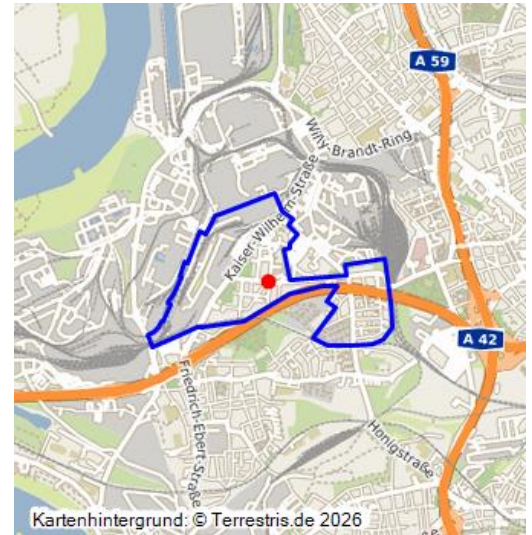 A 59
Willy-Brandt-Ring
Kaiser-Wilhelm-Straße
A 42
Friedrich-Ebert-Straße
Honigstraße
Kartenhintergrund: © Terrestris.de 2026